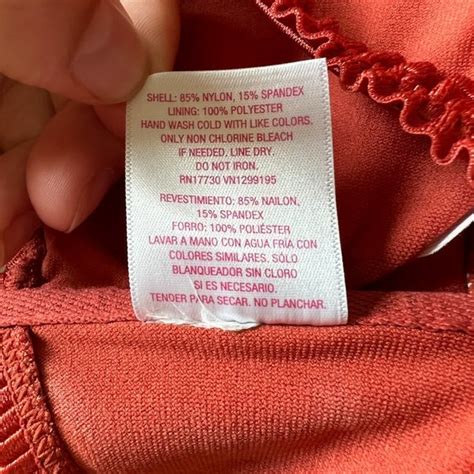 SHELL: 85% NYLON, 15% SPANDEX
LINING: 100% POLYESTER
HAND WASH COLD WITH LIKE COLORS.
ONLY NON CHLORINE BLEACH
IF NEEDED, LINE DRY.
DO NOT IRON.
RN17730 VN1299195
REVESTIMIENTO: 85% NAILON,
15% SPANDEX
FORRO: 100% POLIÉSTER
LAVAR A MANO CON AGUA FRÍA CON
COLORES SIMILARES. SÓLO
BLANQUEADOR SIN CLORO
SI ES NECESARIO.
TENDER PARA SECAR. NO PLANCHAR.